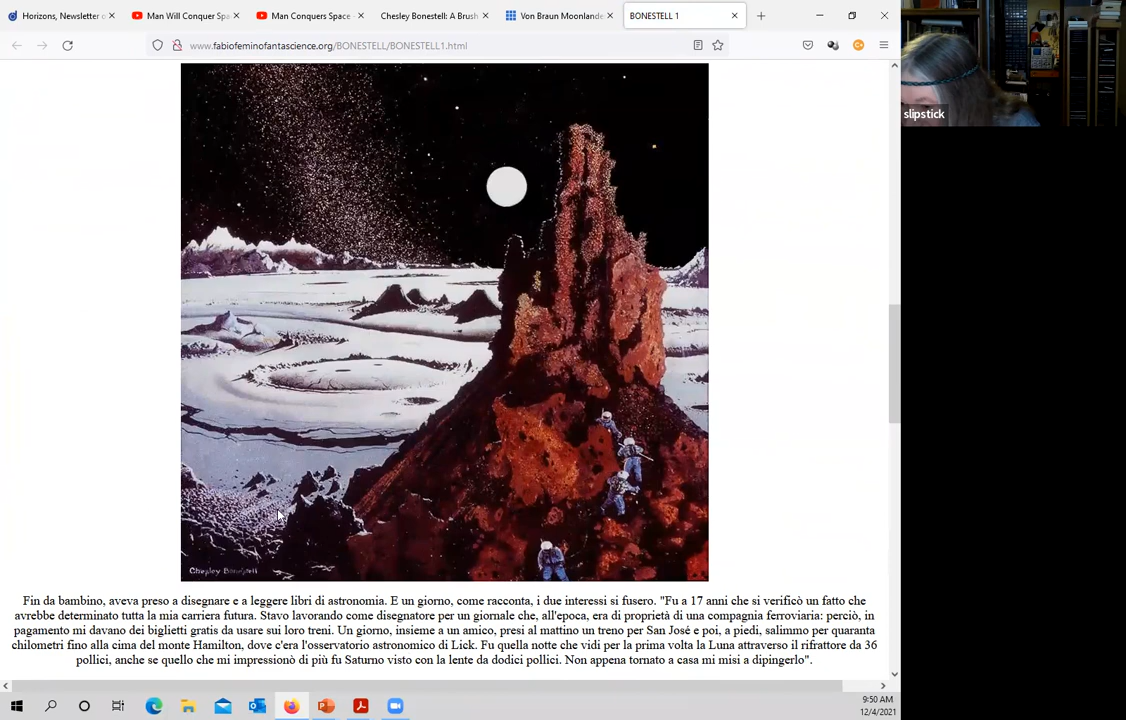 Horizons, Newsletter o
Man Will Conquer Spa
Man Conquers Space -
Chesley Bonestell: A Brush
Von Braun Moonlander
BONESTELL 1
www.fabiofeminofantascience.org/BONESTELL/BONESTELL1.html
slipstick
Chesley Bonestell
Fin da bambino, aveva preso a disegnare e a leggere libri di astronomia. E un giorno, come racconta, i due interessi si fusero. "Fu a 17 anni che si verificò un fatto che
avrebbe determinato tutta la mia carriera futura. Stavo lavorando come disegnatore per un giornale che, all'epoca, era di proprietà di una compagnia ferroviaria: perciò, in
pagamento mi davano dei biglietti gratis da usare sui loro treni. Un giorno, insieme a un amico, presi al mattino un treno per San José e poi, a piedi, salimmo per quaranta
chilometri fino alla cima del monte Hamilton, dove c'era l'osservatorio astronomico di Lick. Fu quella notte che vidi per la prima volta la Luna attraverso il rifrattore da 36
pollici, anche se quello che mi impressionò di più fu Saturno visto con la lente da dodici pollici. Non appena tornato a casa mi misi a dipingerlo".
9:50 AM
12/4/2021